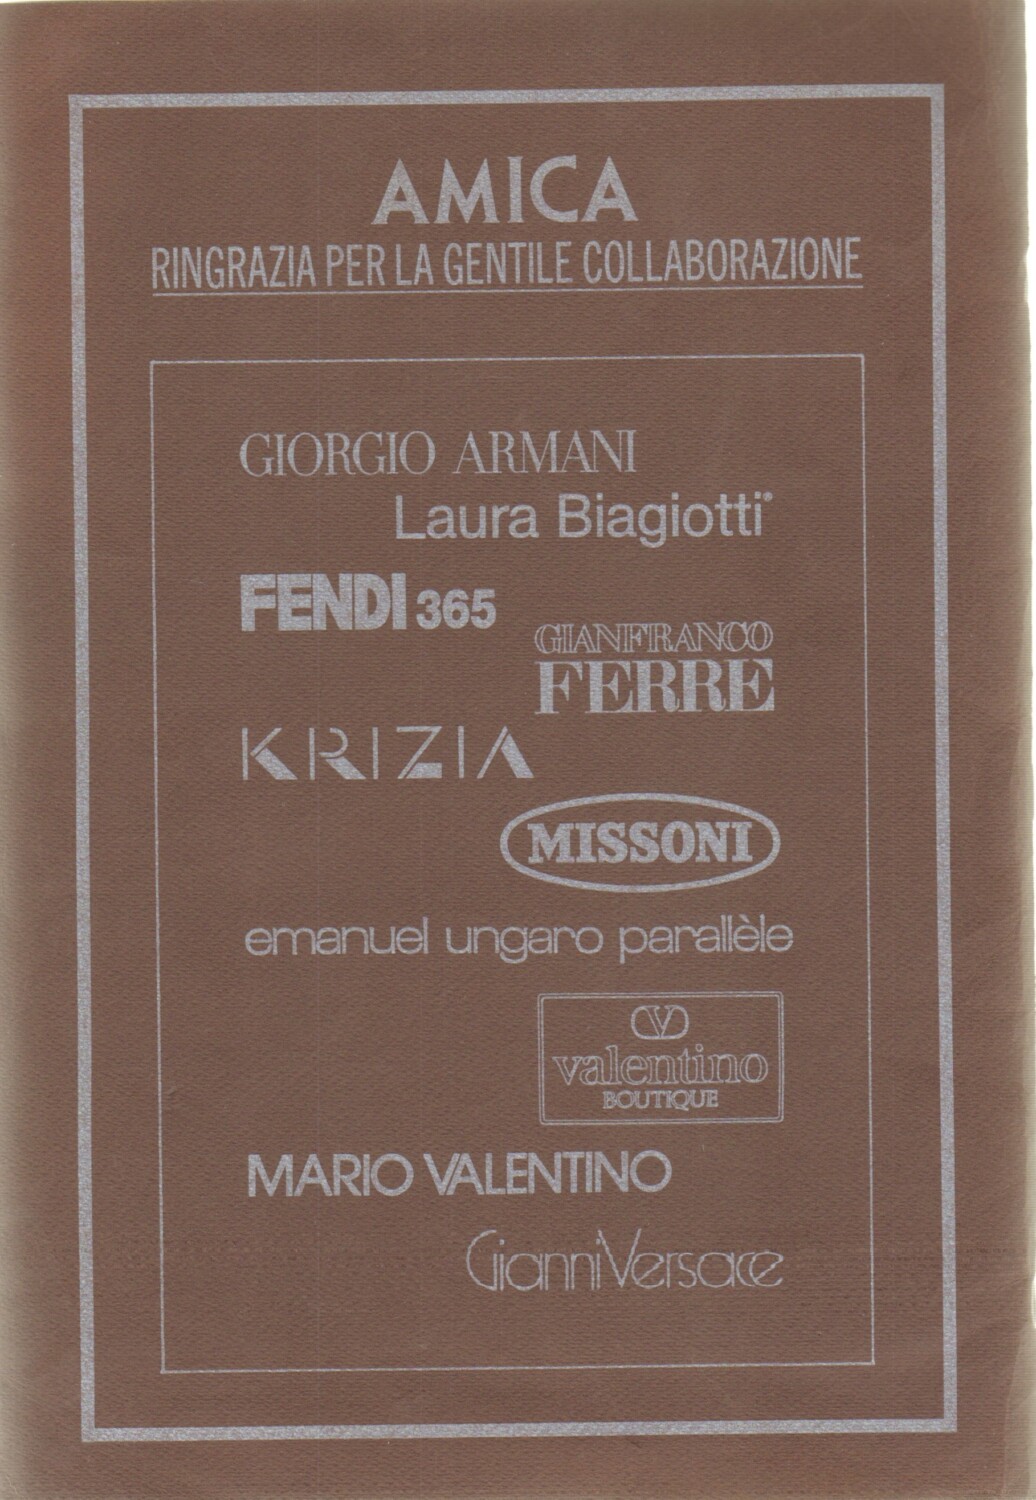 AMICA
RINGRAZIA PER LA GENTILE COLLABORAZIONE
GIORGIO ARMANI
Laura Biagiotti®
FENDI 365
GIANFRANCO
FERRE
KRIZIA
MISSONI
emanuel ungaro parallèle
V
valentino
BOUTIQUE
MARIO VALENTINO
Gianni Versace